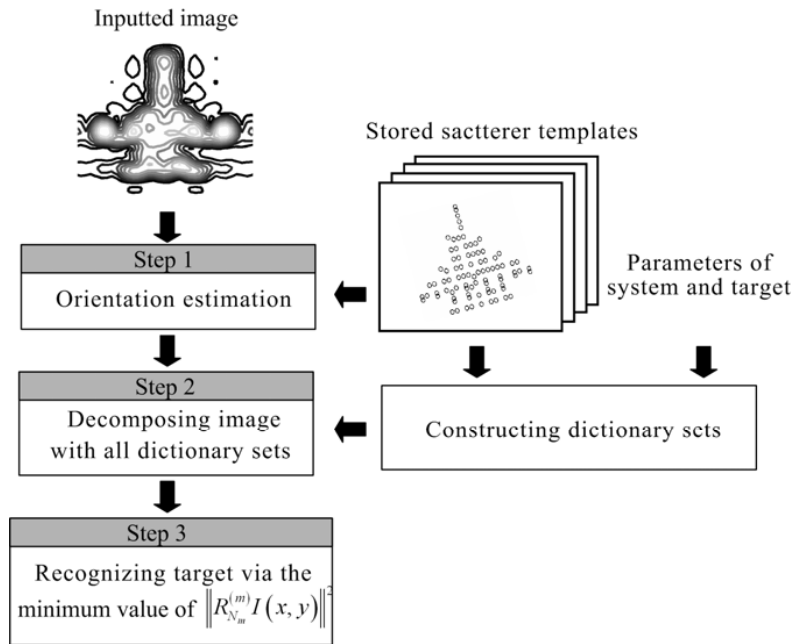 Inputted image
Stored sactterer templates
Step 1
Orientation estimation
Parameters of
system and target
Step 2
Decomposing image
with all dictionary sets
Constructing dictionary sets
Step 3
Recognizing target via the
minimum value of ‖R_{N_m}^{(m)} I(x, y)‖²